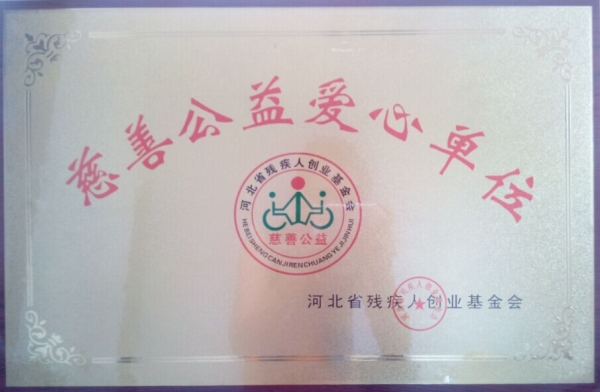 慈善公益爱心单位
河北省残疾人创业基金会
HEBEISHENGCANJIRENCHUANGYEJIJINHUI
慈善公益
河北省残疾人创业基金会